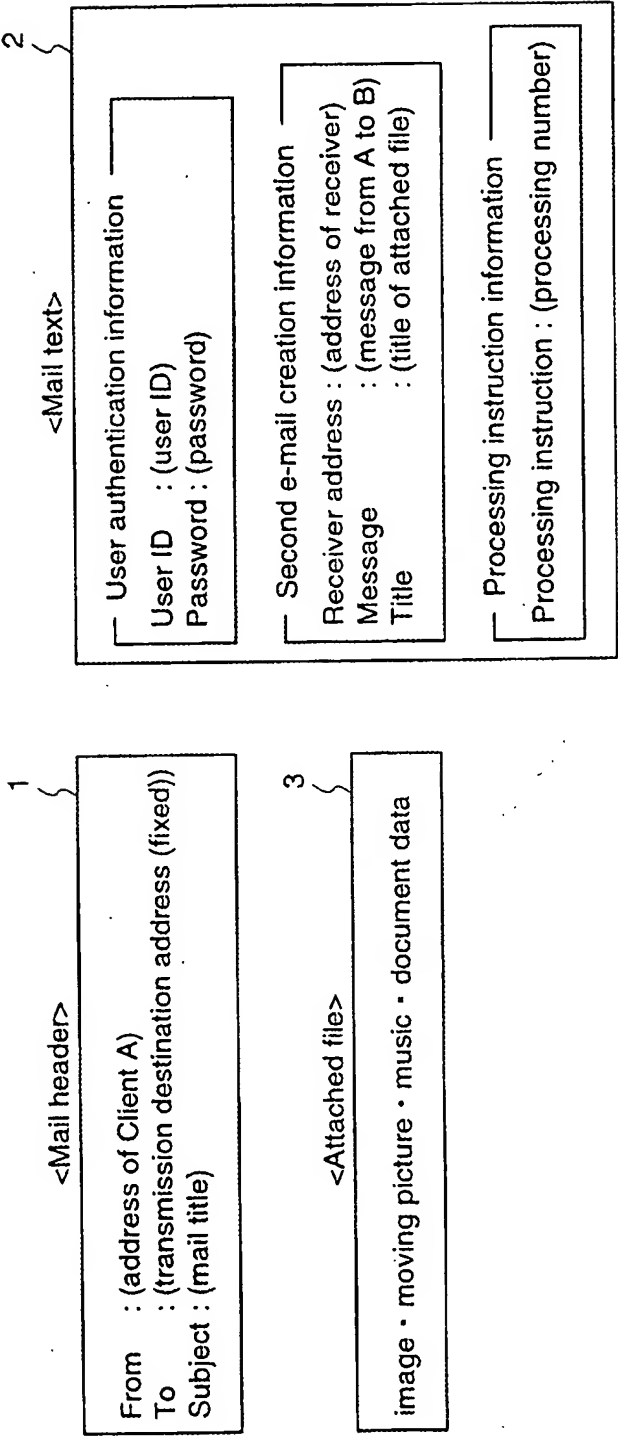 <Mail header>
1
From : (address of Client A)
To : (transmission destination address (fixed))
Subject : (mail title)
<Attached file>
3
image・moving picture・music・document data
<Mail text>
2
User authentication information
User ID : (user ID)
Password : (password)
Second e-mail creation information
Receiver address : (address of receiver)
Message : (message from A to B)
Title : (title of attached file)
Processing instruction information
Processing instruction : (processing number)